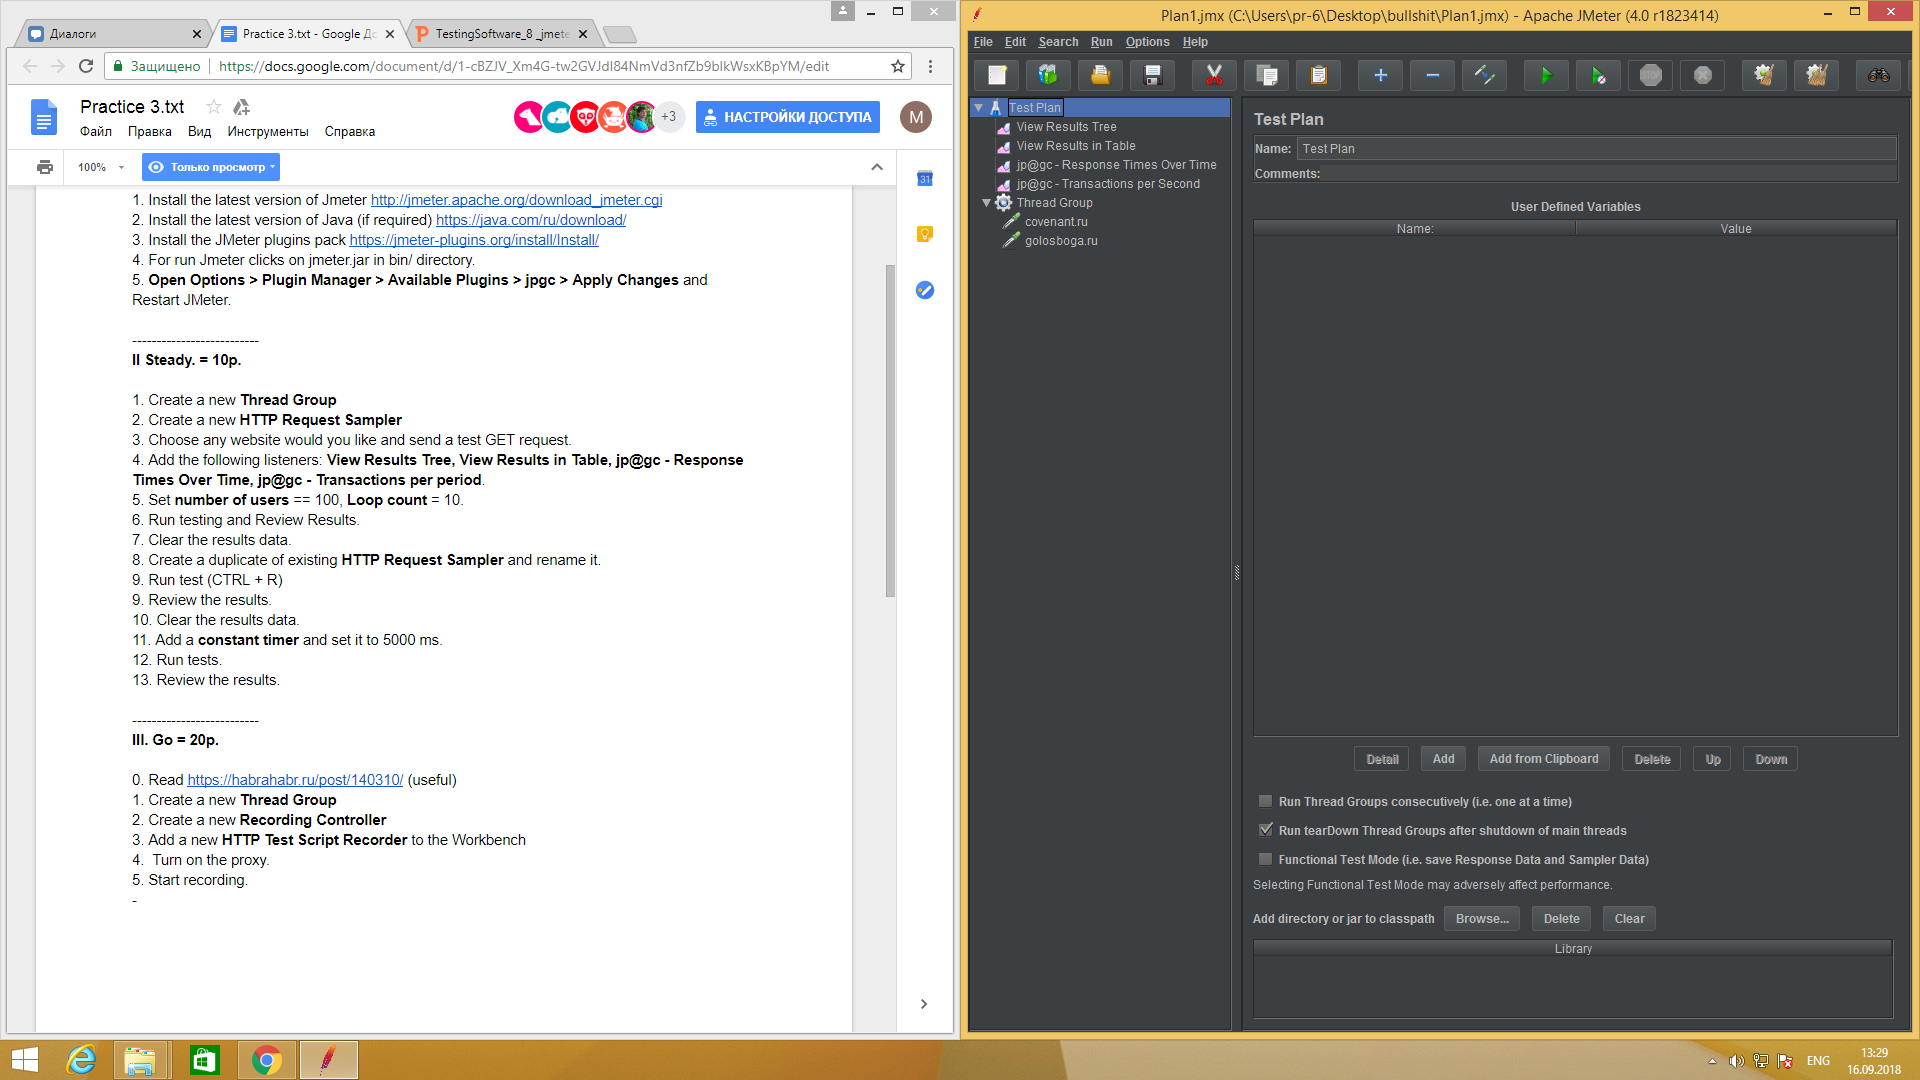 Диалоги
Practice 3.txt - Google Дс
TestingSoftware_8 _jmete
Защищено
https://docs.google.com/document/d/1-cBZJV_Xm4G-tw2GVJdl84NmVd3nfZb9blkWsxKBpYM/edit
Practice 3.txt
Файл Правка Вид Инструменты Справка
+3
НАСТРОЙКИ ДОСТУПА
M
100%
Только просмотр
31
1. Install the latest version of Jmeter http://jmeter.apache.org/download_jmeter.cgi
2. Install the latest version of Java (if required) https://java.com/ru/download/
3. Install the JMeter plugins pack https://jmeter-plugins.org/install/Install/
4. For run Jmeter clicks on jmeter.jar in bin/ directory.
5. Open Options > Plugin Manager > Available Plugins > jpgc > Apply Changes and
Restart JMeter.
--------------------------
II Steady. = 10p.
1. Create a new Thread Group
2. Create a new HTTP Request Sampler
3. Choose any website would you like and send a test GET request.
4. Add the following listeners: View Results Tree, View Results in Table, jp@gc - Response
Times Over Time, jp@gc - Transactions per period.
5. Set number of users == 100, Loop count = 10.
6. Run testing and Review Results.
7. Clear the results data.
8. Create a duplicate of existing HTTP Request Sampler and rename it.
9. Run test (CTRL + R)
9. Review the results.
10. Clear the results data.
11. Add a constant timer and set it to 5000 ms.
12. Run tests.
13. Review the results.
--------------------------
III. Go = 20p.
0. Read https://habrahabr.ru/post/140310/ (useful)
1. Create a new Thread Group
2. Create a new Recording Controller
3. Add a new HTTP Test Script Recorder to the Workbench
4.  Turn on the proxy.
5. Start recording.
-
Plan1.jmx (C:\Users\pr-6\Desktop\bullshit\Plan1.jmx) - Apache JMeter (4.0 r1823414)
File Edit Search Run Options Help
STOP
Test Plan
View Results Tree
View Results in Table
jp@gc - Response Times Over Time
jp@gc - Transactions per Second
Thread Group
covenant.ru
golosboga.ru
Test Plan
Name: Test Plan
Comments:
User Defined Variables
Name: Value
Detail Add Add from Clipboard Delete Up Down
Run Thread Groups consecutively (i.e. one at a time)
Run tearDown Thread Groups after shutdown of main threads
Functional Test Mode (i.e. save Response Data and Sampler Data)
Selecting Functional Test Mode may adversely affect performance.
Add directory or jar to classpath Browse... Delete Clear
Library
ENG
13:29
16.09.2018